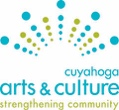 cuyahoga
arts & culture
strengthening community